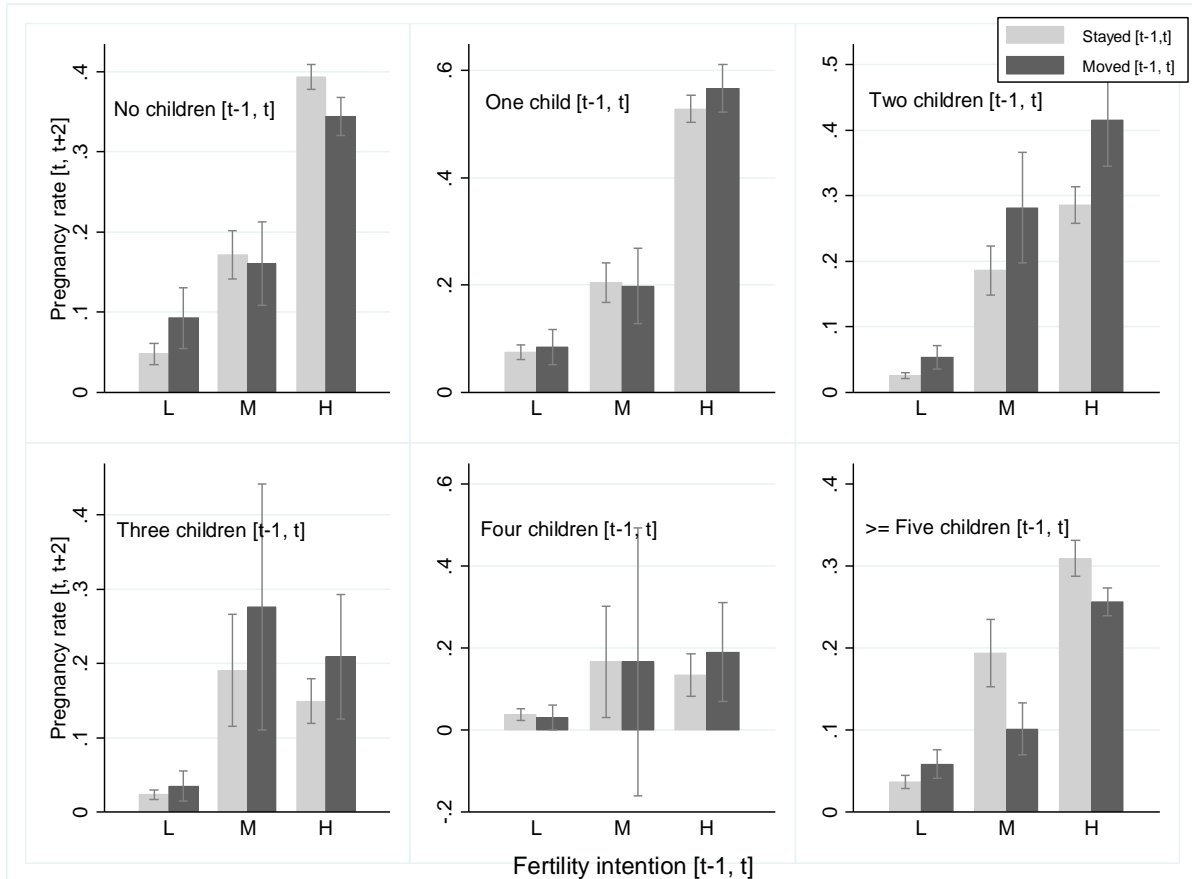 Stayed [t-1,t]
Moved [t-1, t]
Pregnancy rate [t, t+2]
No children [t-1, t]
.4
.3
.2
.1
0
L M H
One child [t-1, t]
.6
.4
.2
0
L M H
Two children [t-1, t]
.5
.4
.3
.2
.1
0
L M H
Pregnancy rate [t, t+2]
Three children [t-1, t]
.4
.3
.2
.1
0
L M H
Four children [t-1, t]
.6
.4
.2
0
-.2
L M H
>= Five children [t-1, t]
.4
.3
.2
.1
0
L M H
Fertility intention [t-1, t]